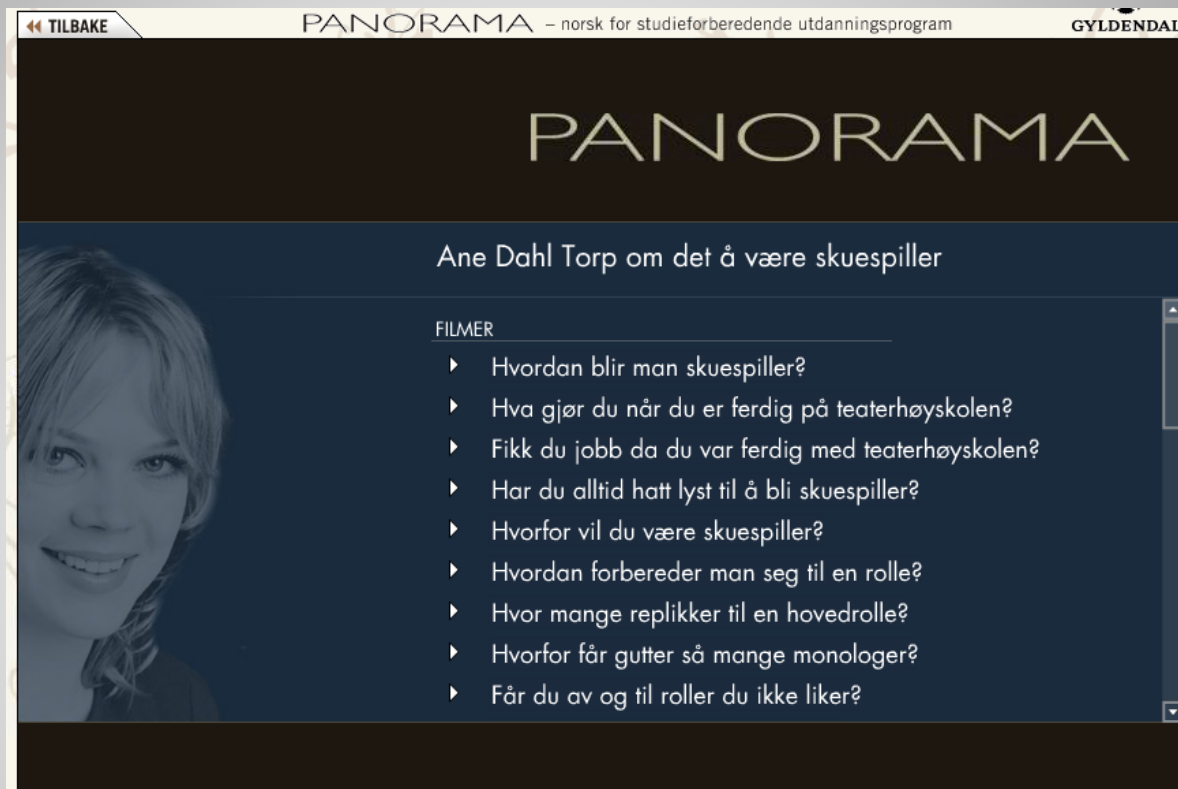 TILBAKE
PANORAMA – norsk for studieforberedende utdanningsprogram
GYLDENDAL
PANORAMA
Ane Dahl Torp om det å være skuespiller
FILMER
Hvordan blir man skuespiller?
Hva gjør du når du er ferdig på teaterhøyskolen?
Fikk du jobb da du var ferdig med teaterhøyskolen?
Har du alltid hatt lyst til å bli skuespiller?
Hvorfor vil du være skuespiller?
Hvordan forbereder man seg til en rolle?
Hvor mange replikker til en hovedrolle?
Hvorfor får gutter så mange monologer?
Får du av og til roller du ikke liker?